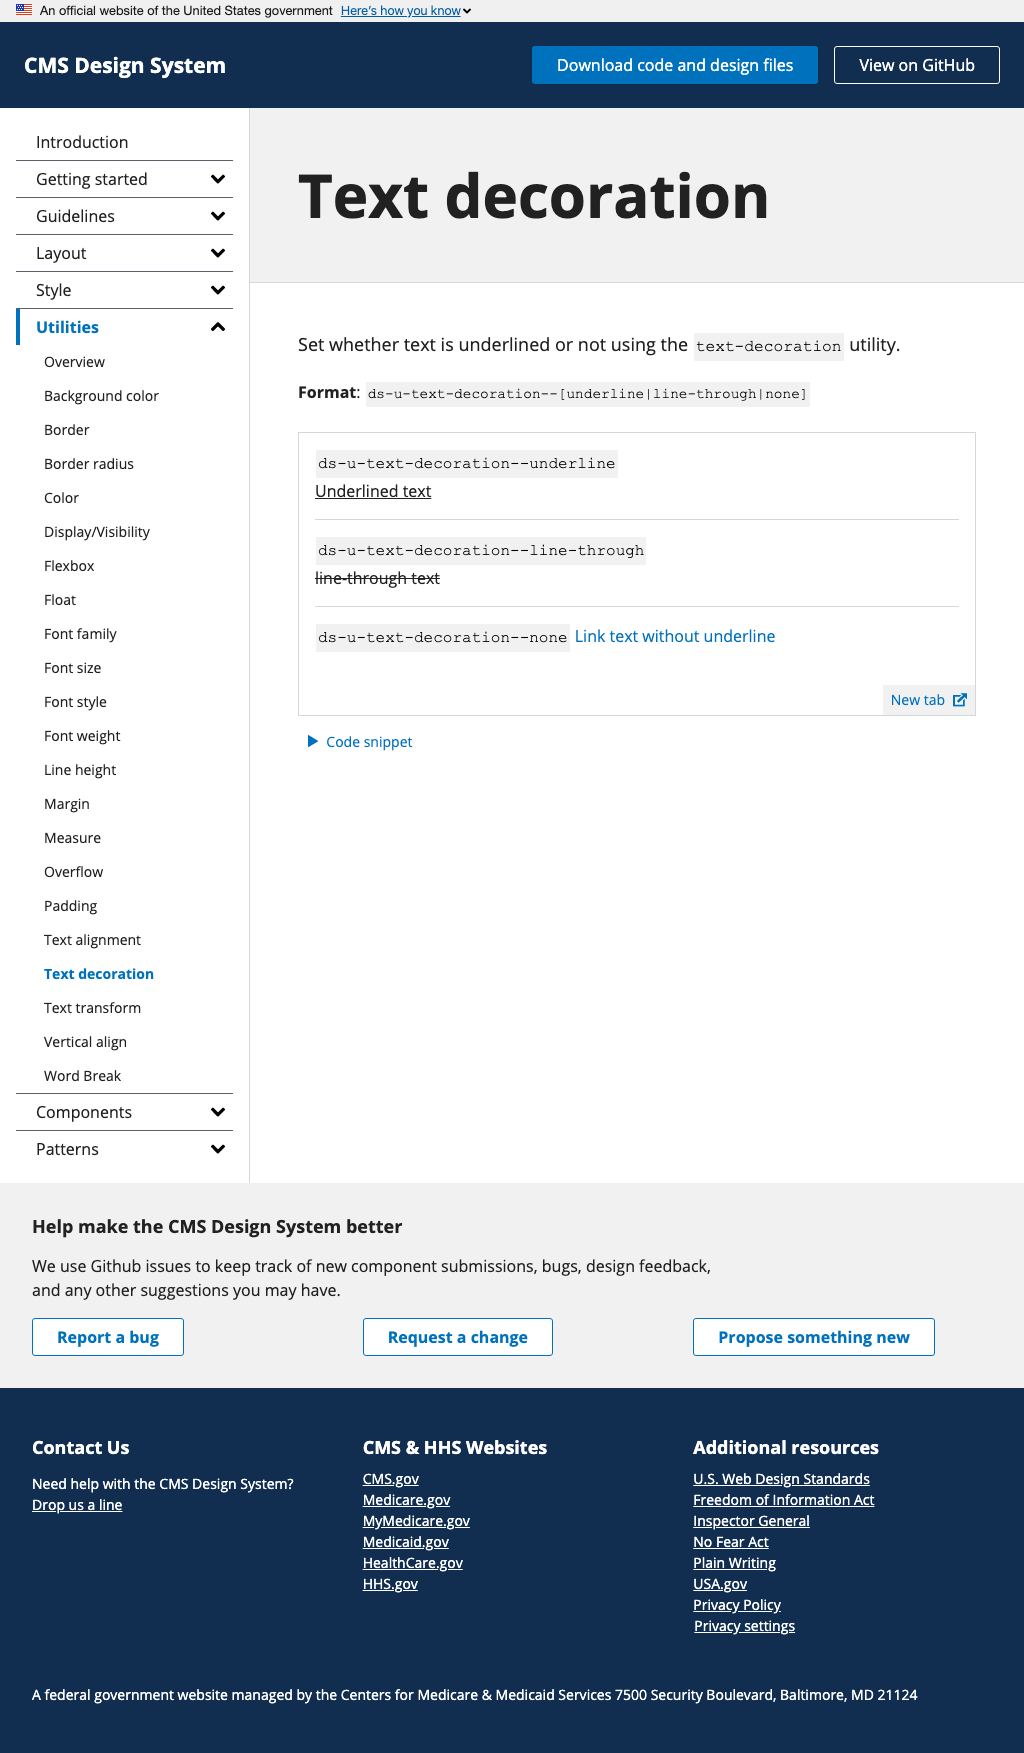 An official website of the United States government Here's how you know
CMS Design System
Download code and design files
View on GitHub
Introduction
Getting started
Guidelines
Layout
Style
Utilities
Overview
Background color
Border
Border radius
Color
Display/Visibility
Flexbox
Float
Font family
Font size
Font style
Font weight
Line height
Margin
Measure
Overflow
Padding
Text alignment
Text decoration
Text transform
Vertical align
Word Break
Components
Patterns
Text decoration
Set whether text is underlined or not using the text-decoration utility.
Format: ds-u-text-decoration--[underline|line-through|none]
ds-u-text-decoration--underline
Underlined text
ds-u-text-decoration--line-through
line-through text
ds-u-text-decoration--none Link text without underline
New tab
Code snippet
Help make the CMS Design System better
We use Github issues to keep track of new component submissions, bugs, design feedback,
and any other suggestions you may have.
Report a bug
Request a change
Propose something new
Contact Us
Need help with the CMS Design System?
Drop us a line
CMS & HHS Websites
CMS.gov
Medicare.gov
MyMedicare.gov
Medicaid.gov
HealthCare.gov
HHS.gov
Additional resources
U.S. Web Design Standards
Freedom of Information Act
Inspector General
No Fear Act
Plain Writing
USA.gov
Privacy Policy
Privacy settings
A federal government website managed by the Centers for Medicare & Medicaid Services 7500 Security Boulevard, Baltimore, MD 21124